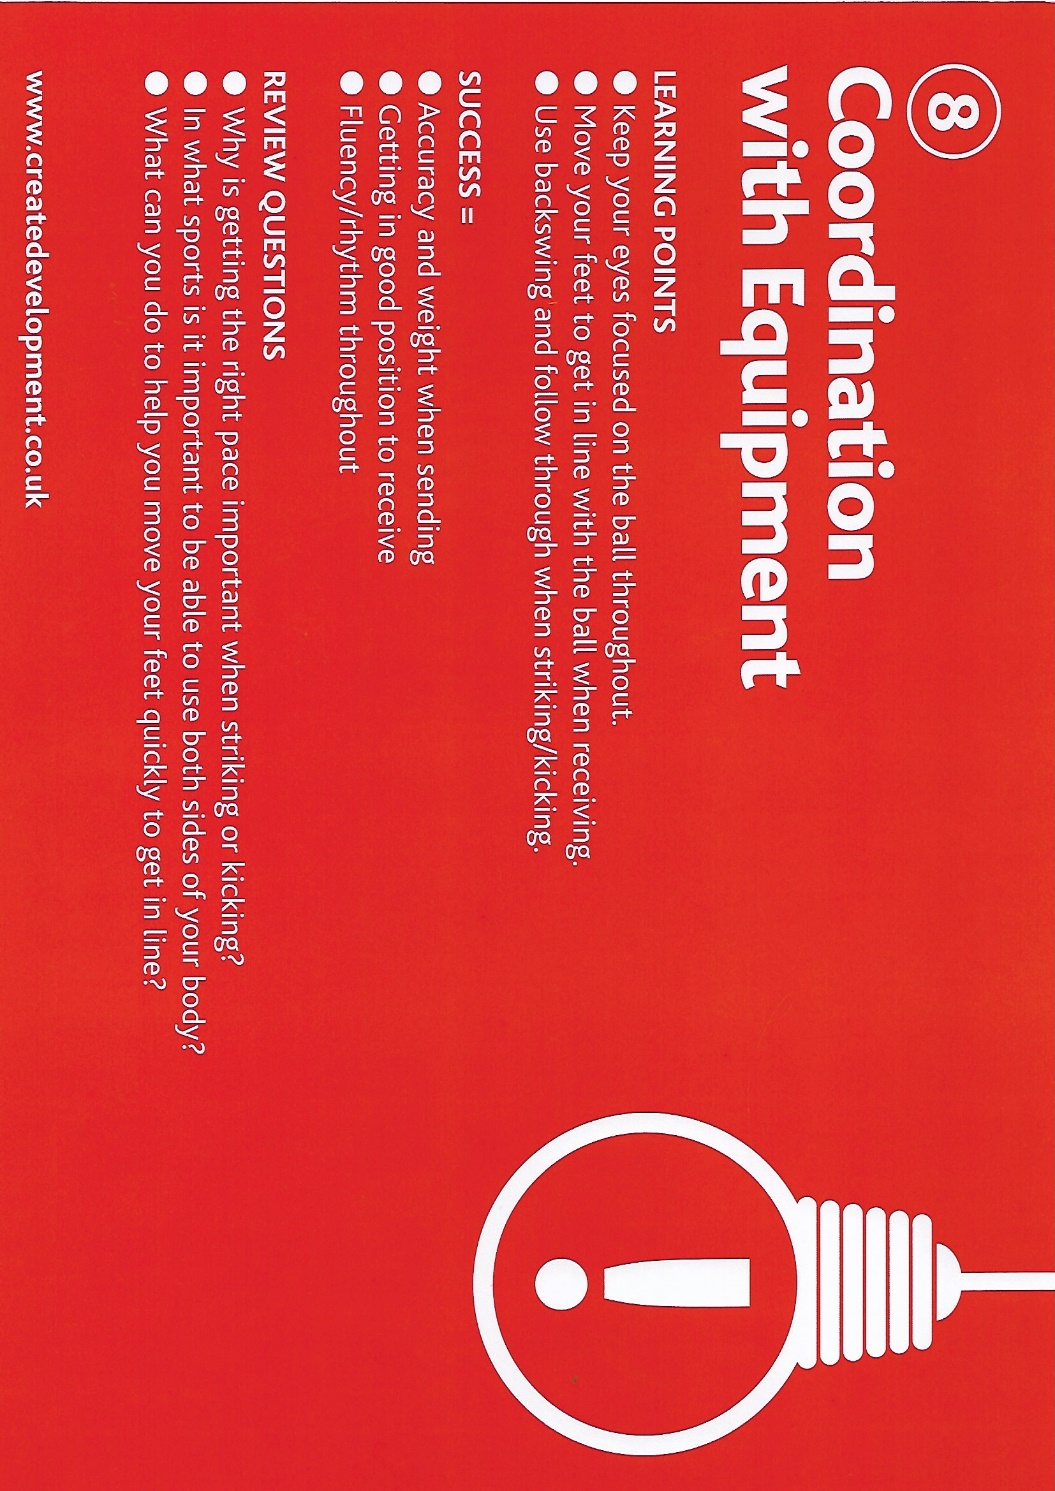 8
Coordination
with Equipment
LEARNING POINTS
● Keep your eyes focused on the ball throughout.
● Move your feet to get in line with the ball when receiving.
● Use backswing and follow through when striking/kicking.
SUCCESS =
● Accuracy and weight when sending
● Getting in good position to receive
● Fluency/rhythm throughout
REVIEW QUESTIONS
● Why is getting the right pace important when striking or kicking?
● In what sports is it important to be able to use both sides of your body?
● What can you do to help you move your feet quickly to get in line?
www.createdevelopment.co.uk
!